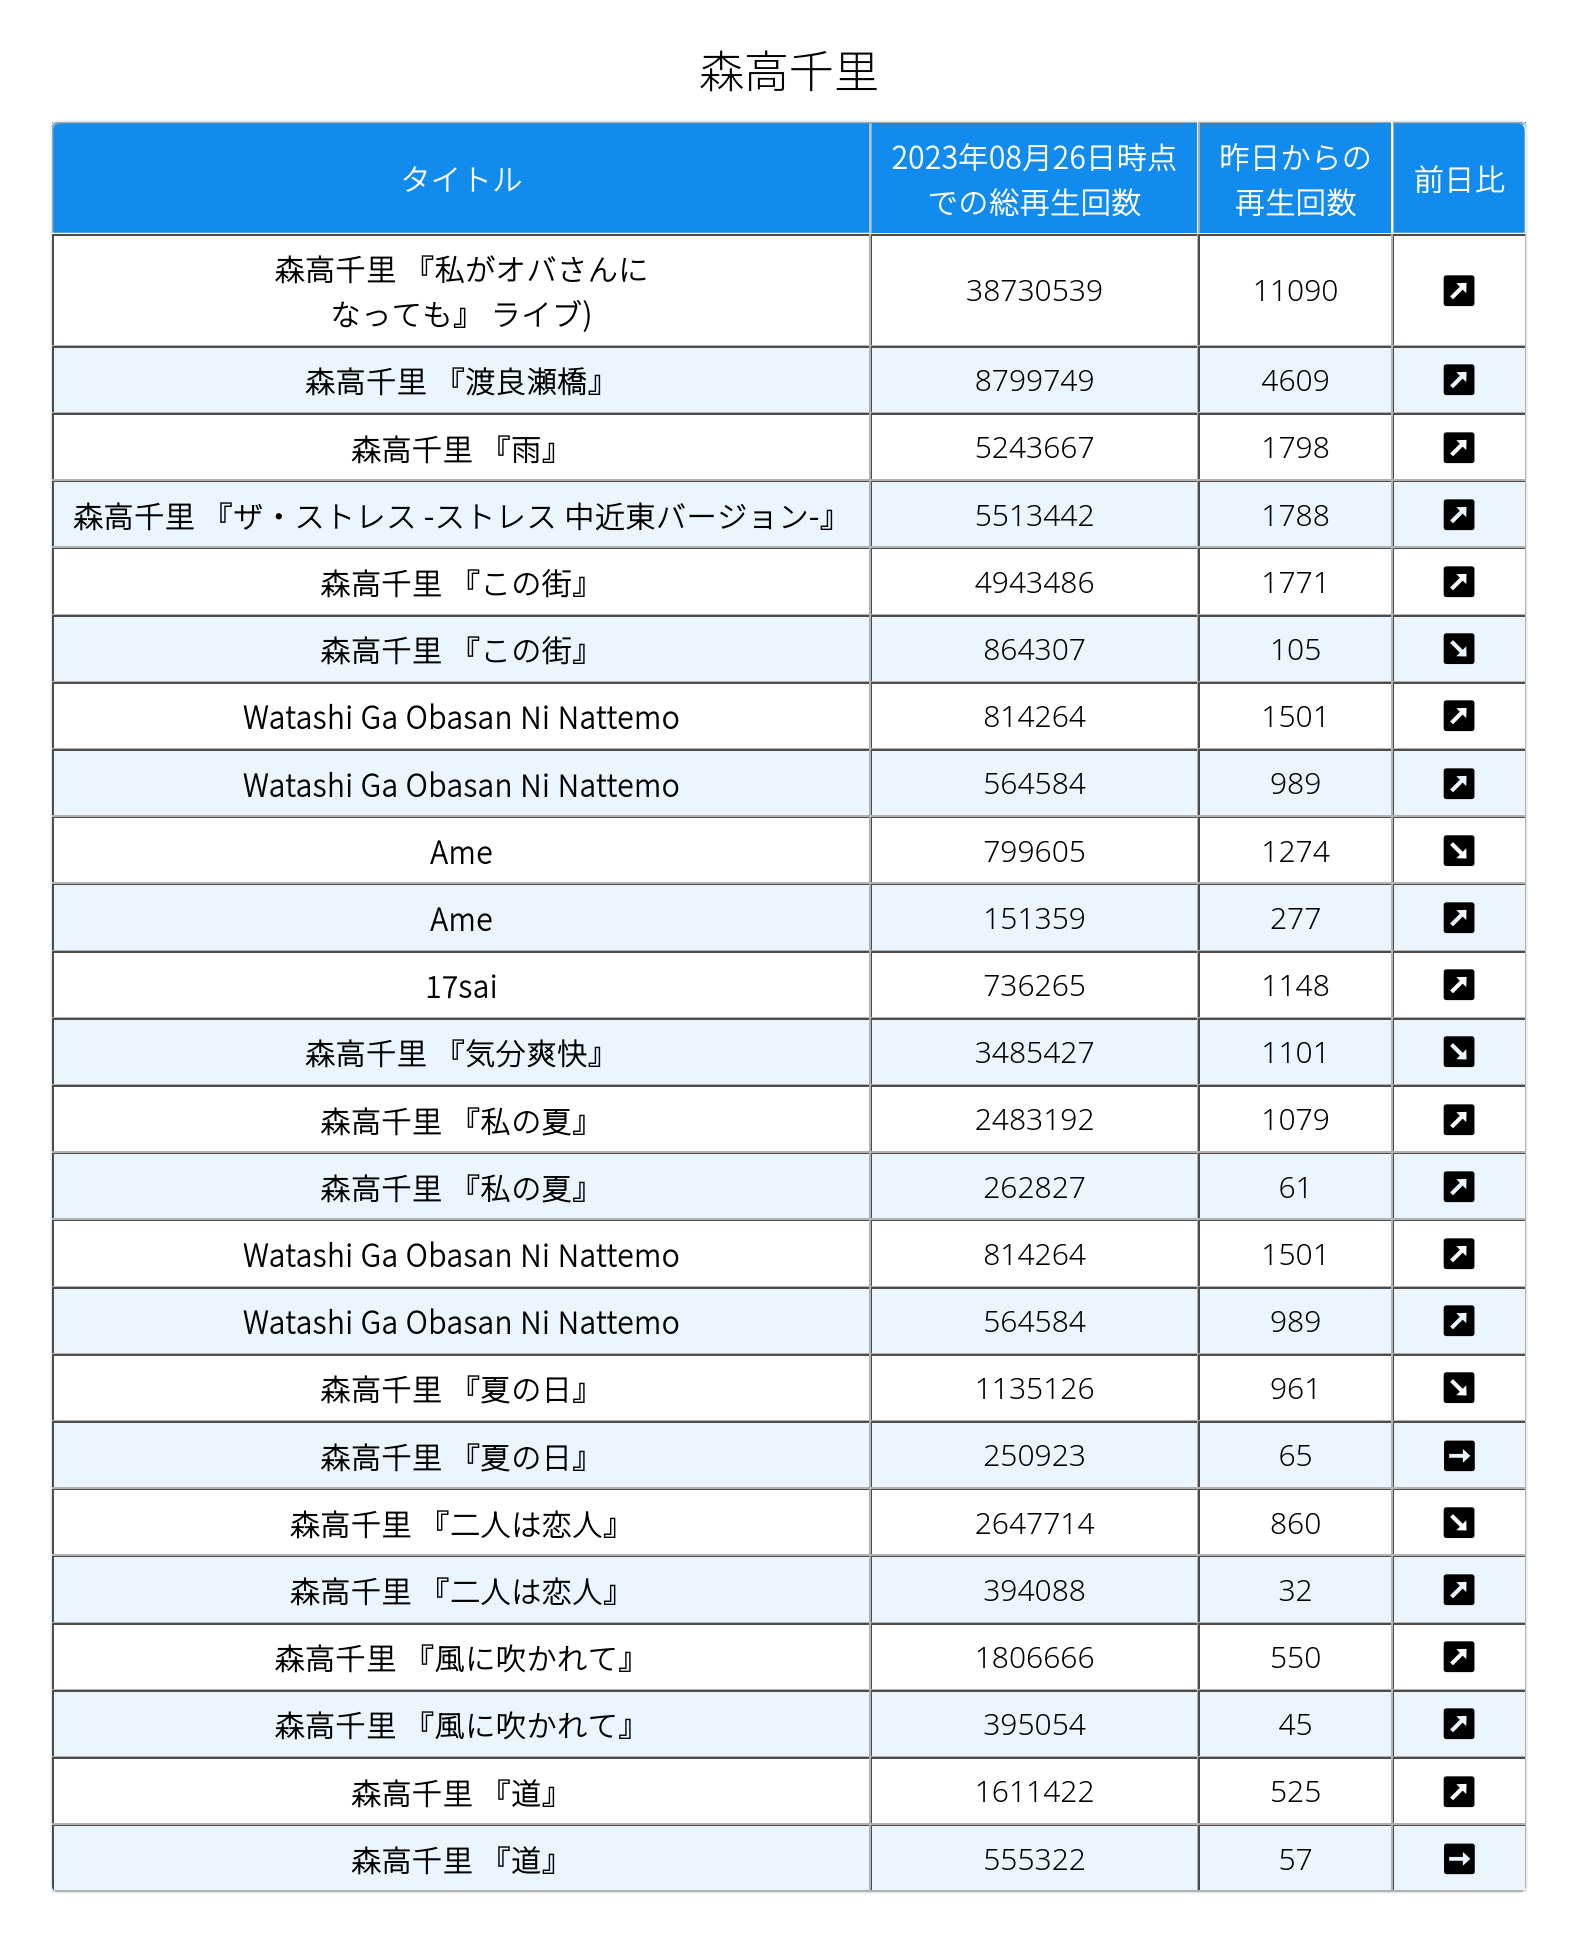 森高千里
タイトル
2023年08月26日時点
での総再生回数
昨日からの
再生回数
前日比
森高千里 『私がオバさんに
なっても』 ライブ)
38730539
11090
↗
森高千里 『渡良瀬橋』
8799749
4609
↗
森高千里 『雨』
5243667
1798
↗
森高千里 『ザ・ストレス -ストレス 中近東バージョン-』
5513442
1788
↗
森高千里 『この街』
4943486
1771
↗
森高千里 『この街』
864307
105
↘
Watashi Ga Obasan Ni Nattemo
814264
1501
↗
Watashi Ga Obasan Ni Nattemo
564584
989
↗
Ame
799605
1274
↘
Ame
151359
277
↗
17sai
736265
1148
↗
森高千里 『気分爽快』
3485427
1101
↘
森高千里 『私の夏』
2483192
1079
↗
森高千里 『私の夏』
262827
61
↗
Watashi Ga Obasan Ni Nattemo
814264
1501
↗
Watashi Ga Obasan Ni Nattemo
564584
989
↗
森高千里 『夏の日』
1135126
961
↘
森高千里 『夏の日』
250923
65
→
森高千里 『二人は恋人』
2647714
860
↘
森高千里 『二人は恋人』
394088
32
↗
森高千里 『風に吹かれて』
1806666
550
↗
森高千里 『風に吹かれて』
395054
45
↗
森高千里 『道』
1611422
525
↗
森高千里 『道』
555322
57
→